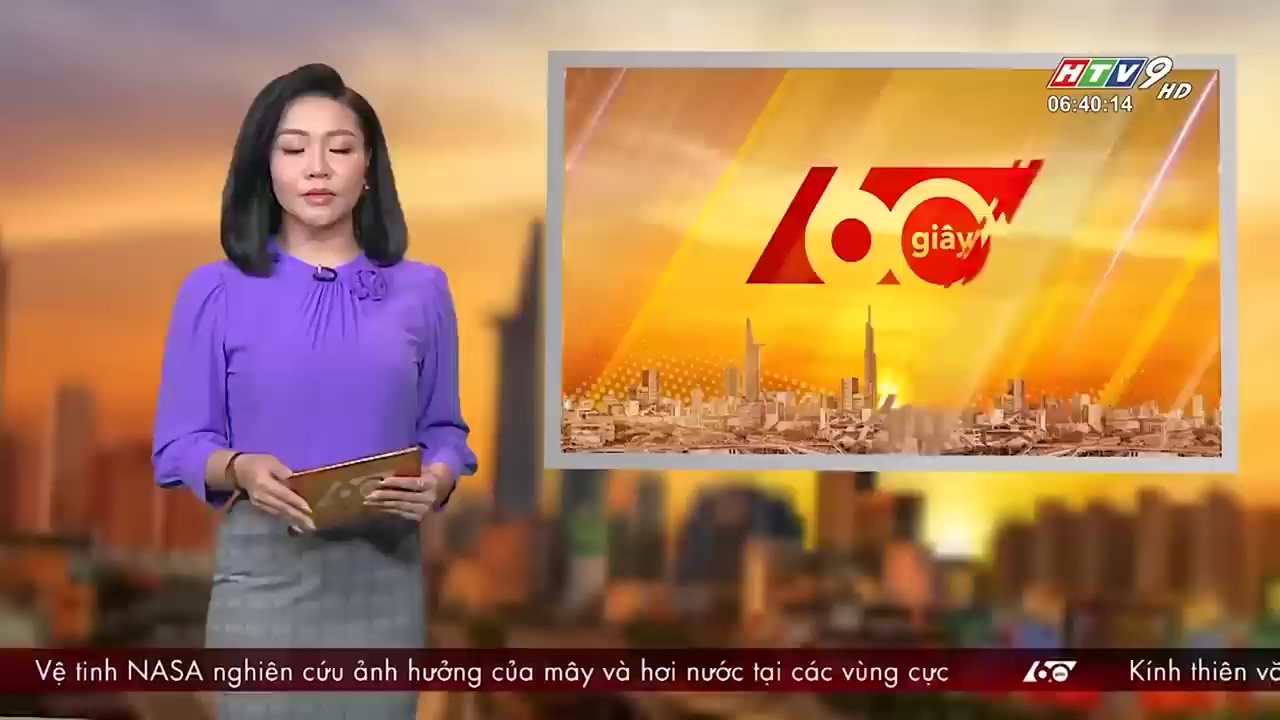 HTV9
HD
06:40:14
60
giây
Vệ tinh NASA nghiên cứu ảnh hưởng của mây và hơi nước tại các vùng cực
60
Kính thiên